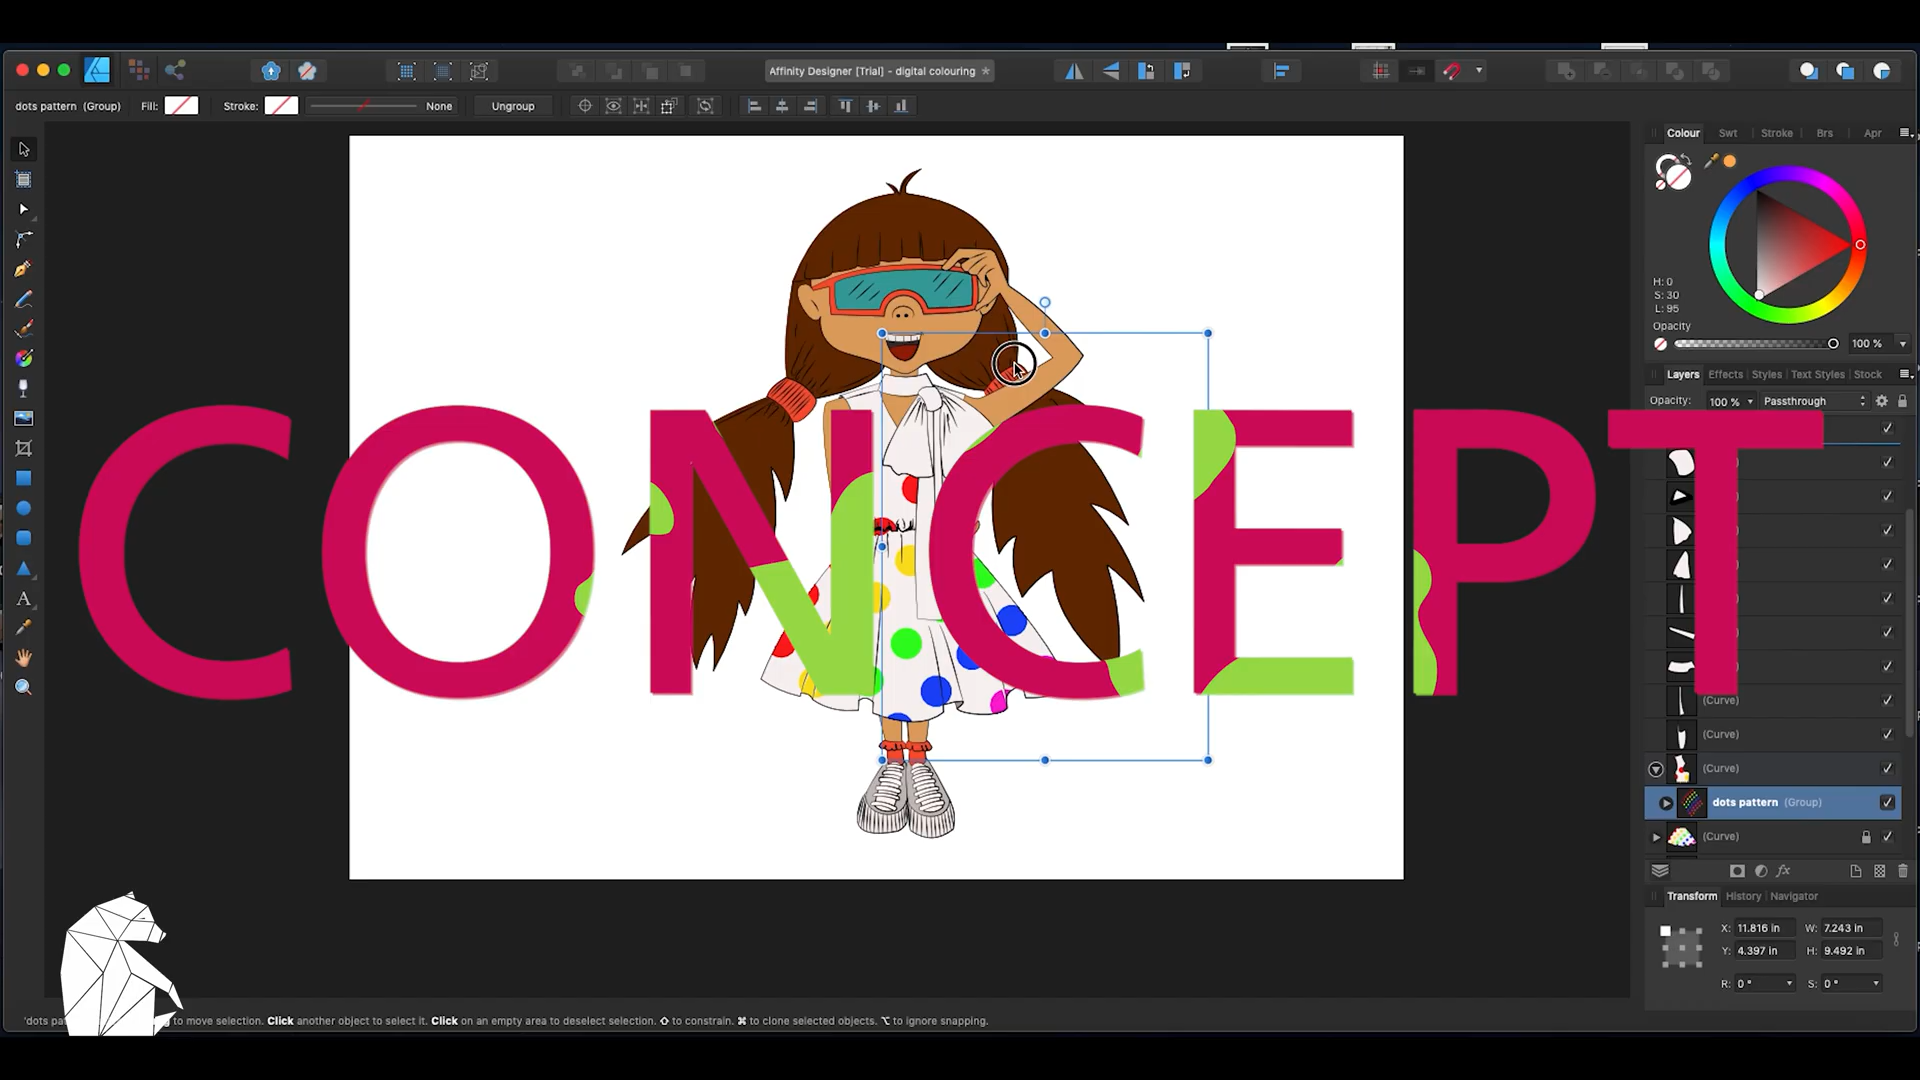 Affinity Designer [Trial] - digital colouring
dots pattern (Group) Fill: Stroke: None Ungroup
Colour Swt Stroke Brs Apr
H: 0
S: 30
L: 95
Opacity
100 %
Layers Effects Styles Text Styles Stock
Opacity: 100 % Passthrough
CONCEPT
(Curve)
(Curve)
(Curve)
dots pattern (Group)
(Curve)
fx
Transform History Navigator
X: 11.816 in W: 7.243 in
Y: 4.397 in H: 9.492 in
R: 0 ° S: 0 °
A
to move selection. Click another object to select it. Click on an empty area to deselect selection. ⇧ to constrain. ⌘ to clone selected objects. ⌥ to ignore snapping.